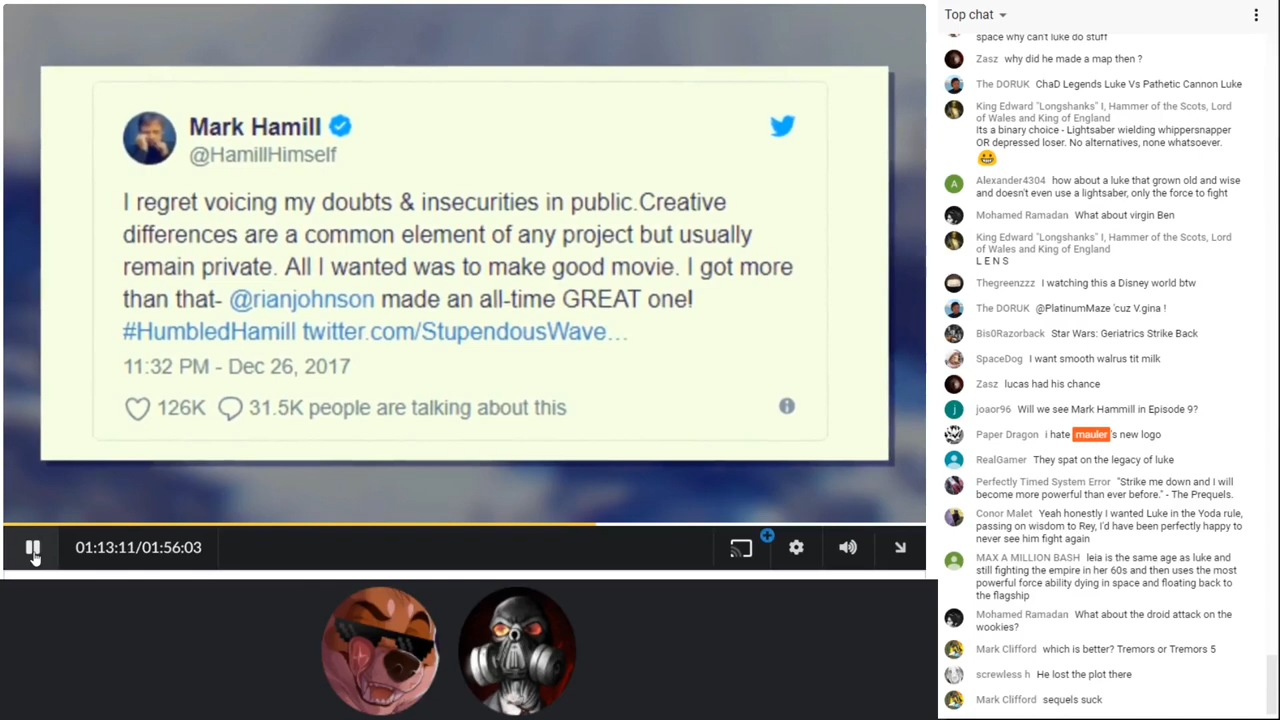 Mark Hamill
@HamillHimself
I regret voicing my doubts & insecurities in public.Creative
differences are a common element of any project but usually
remain private. All I wanted was to make good movie. I got more
than that- @rianjohnson made an all-time GREAT one!
#HumbledHamill twitter.com/StupendousWave…
11:32 PM - Dec 26, 2017
126K 31.5K people are talking about this
01:13:11/01:56:03
Top chat
space why can't luke do stuff
Zasz why did he made a map then ?
The DORUK ChaD Legends Luke Vs Pathetic Cannon Luke
King Edward "Longshanks" I, Hammer of the Scots, Lord
of Wales and King of England
Its a binary choice - Lightsaber wielding whippersnapper
OR depressed loser. No alternatives, none whatsoever.
A
Alexander4304 how about a luke that grown old and wise
and doesn't even use a lightsaber, only the force to fight
Mohamed Ramadan What about virgin Ben
King Edward "Longshanks" I, Hammer of the Scots, Lord
of Wales and King of England
L E N S
Thegreenzzz I watching this a Disney world btw
The DORUK @PlatinumMaze 'cuz V.gina !
Bis0Razorback Star Wars: Geriatrics Strike Back
SpaceDog I want smooth walrus tit milk
Zasz lucas had his chance
j
joaor96 Will we see Mark Hammill in Episode 9?
Paper Dragon i hate mauler's new logo
RealGamer They spat on the legacy of luke
Perfectly Timed System Error "Strike me down and I will
become more powerful than ever before." - The Prequels.
Conor Malet Yeah honestly I wanted Luke in the Yoda rule,
passing on wisdom to Rey, I'd have been perfectly happy to
never see him fight again
MAX A MILLION BASH leia is the same age as luke and
still fighting the empire in her 60s and then uses the most
powerful force ability dying in space and floating back to
the flagship
Mohamed Ramadan What about the droid attack on the
wookies?
Mark Clifford which is better? Tremors or Tremors 5
screwless h He lost the plot there
Mark Clifford sequels suck